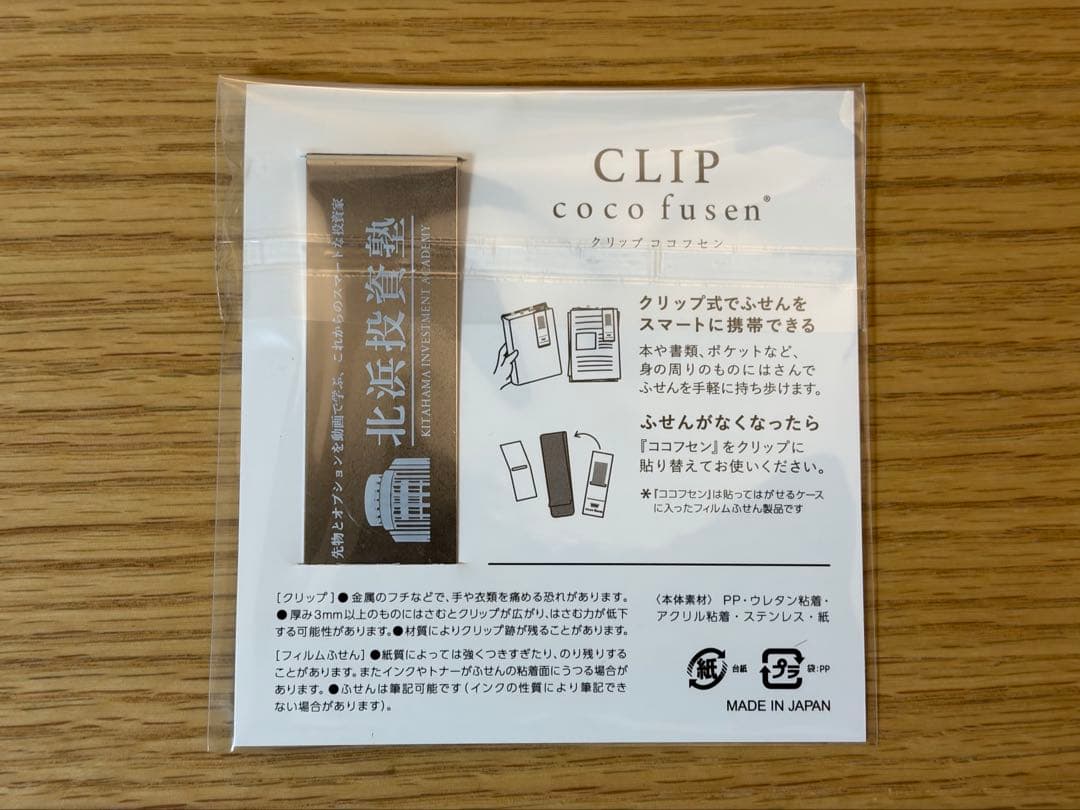 CLIP
coco fusen®
クリップ ココフセン
先物とオプションを動画で学ぶ、これからのスマートな投資家
北浜投資塾
KITAHAMA INVESTMENT ACADEMY
クリップ式でふせんを
スマートに携帯できる
本や書類、ポケットなど、
身の周りのものにはさんで
ふせんを手軽に持ち歩けます。
ふせんがなくなったら
『ココフセン』をクリップに
貼り替えてお使いください。
*『ココフセン』は貼ってはがせるケース
に入ったフィルムふせん製品です
[クリップ]●金属のフチなどで、手や衣類を痛める恐れがあります。
●厚み3mm以上のものにはさむとクリップが広がり、はさむ力が低下
する可能性があります。●材質によりクリップ跡が残ることがあります。
[フィルムふせん]●紙質によっては強くつきすぎたり、のり残りする
ことがあります。またインクやトナーがふせんの粘着面にうつる場合が
あります。●ふせんは筆記可能です(インクの性質により筆記でき
ない場合があります)。
〈本体素材〉 PP・ウレタン粘着・
アクリル粘着・ステンレス・紙
紙 台紙 プラ 袋:PP
MADE IN JAPAN